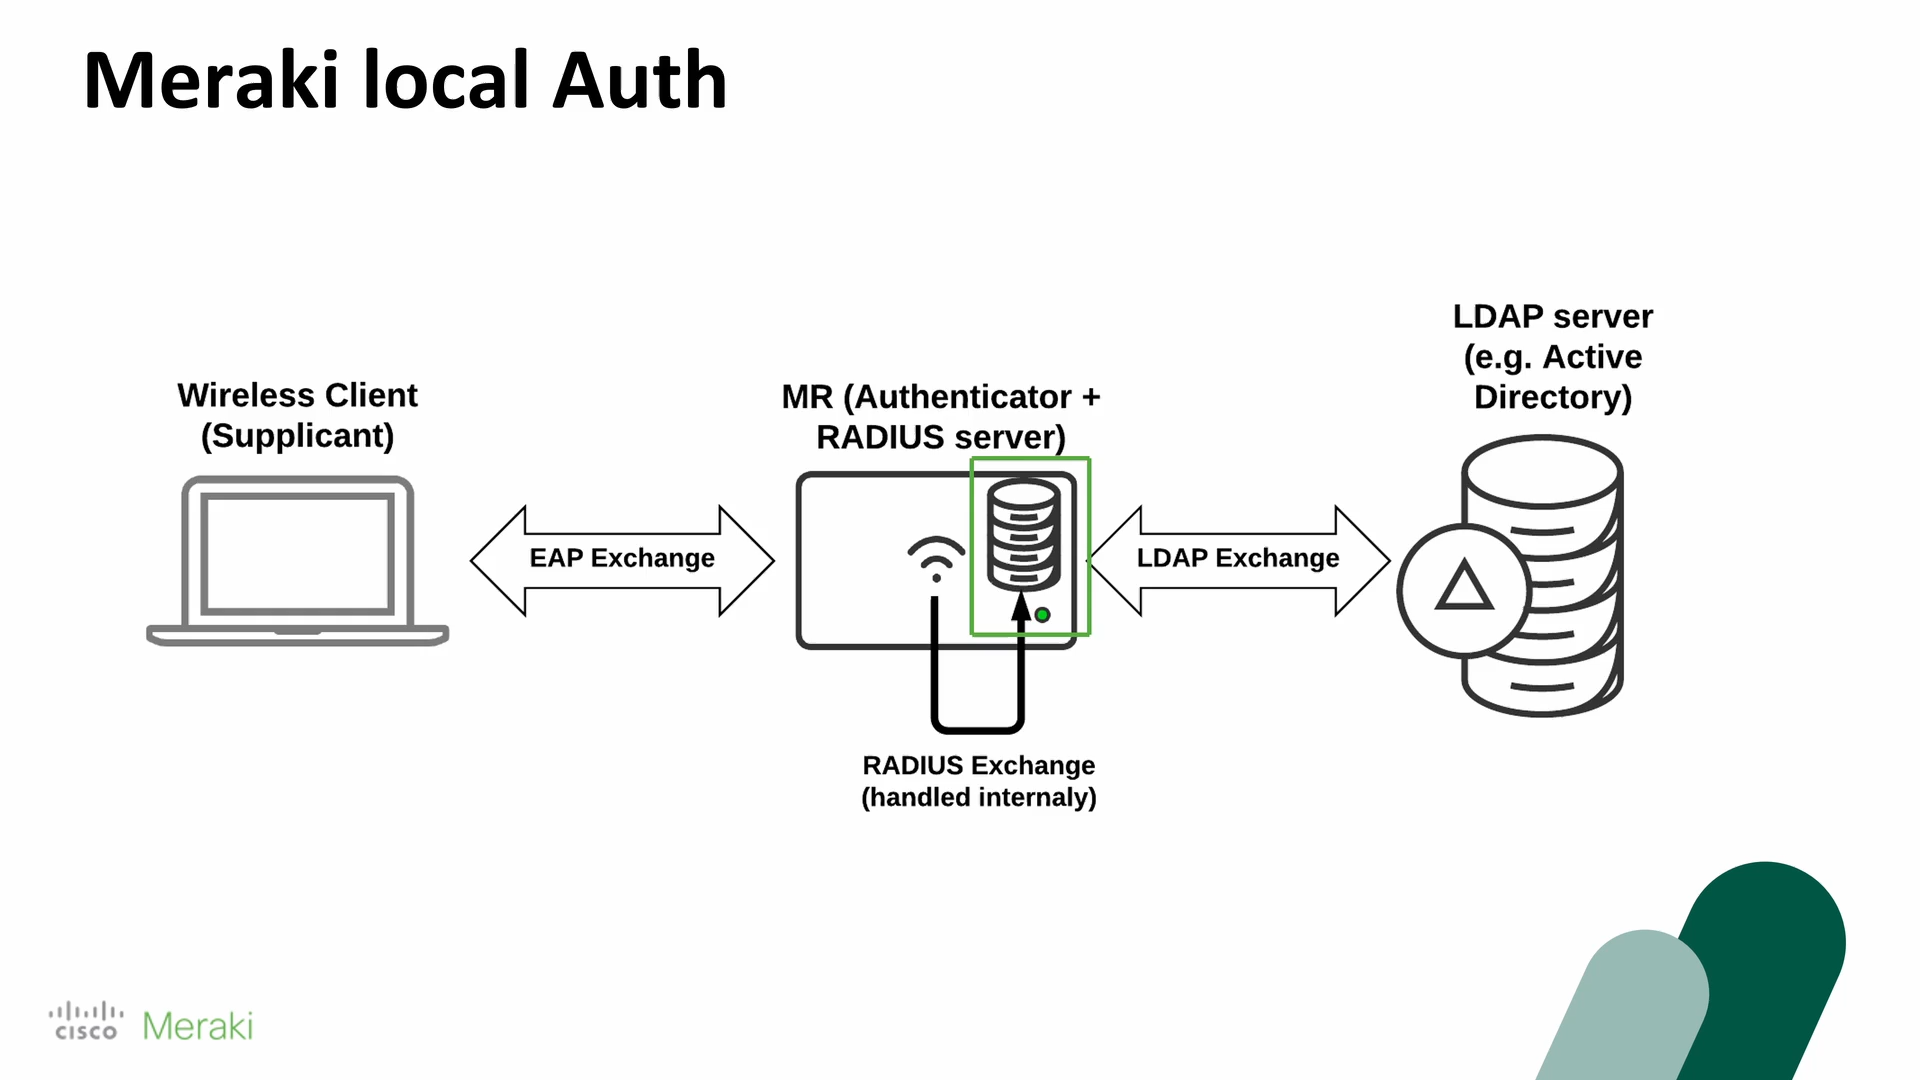 Meraki local Auth
Wireless Client
(Supplicant)
EAP Exchange
MR (Authenticator +
RADIUS server)
RADIUS Exchange
(handled internaly)
LDAP Exchange
LDAP server
(e.g. Active
Directory)
CISCO Meraki